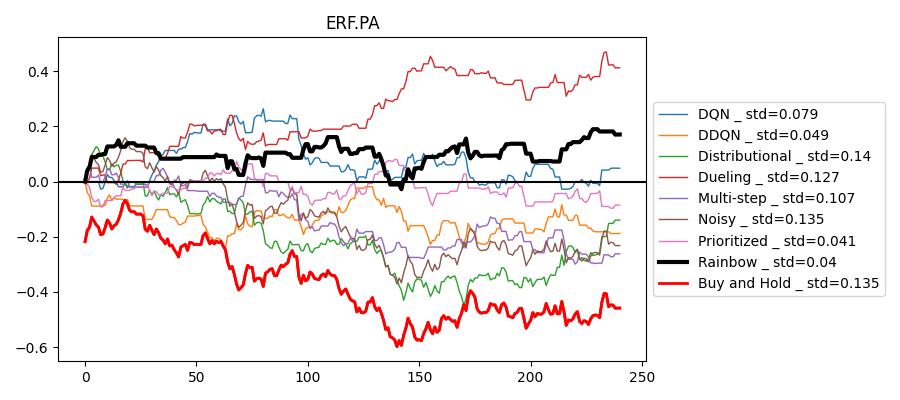 ERF.PA
0.4
0.2
0.0
−0.2
−0.4
−0.6
0 50 100 150 200 250
DQN _ std=0.079
DDQN _ std=0.049
Distributional _ std=0.14
Dueling _ std=0.127
Multi-step _ std=0.107
Noisy _ std=0.135
Prioritized _ std=0.041
Rainbow _ std=0.04
Buy and Hold _ std=0.135